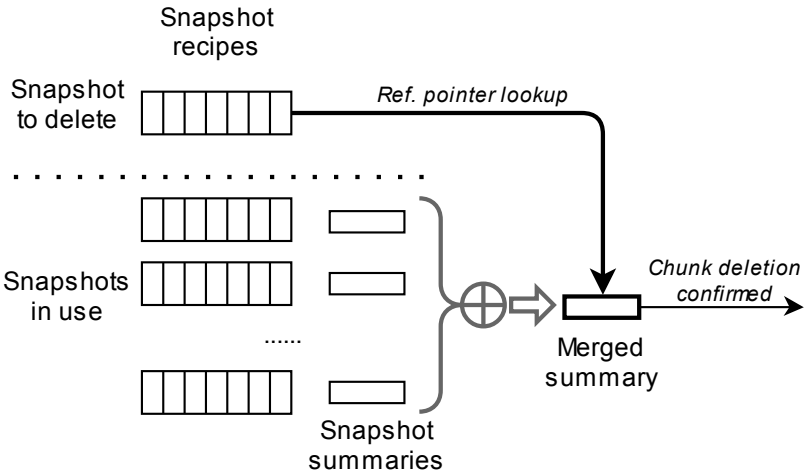 Snapshot
recipes
Snapshot
to delete
Ref. pointer lookup
Snapshots
in use
......
Chunk deletion
confirmed
Merged
summary
Snapshot
summaries